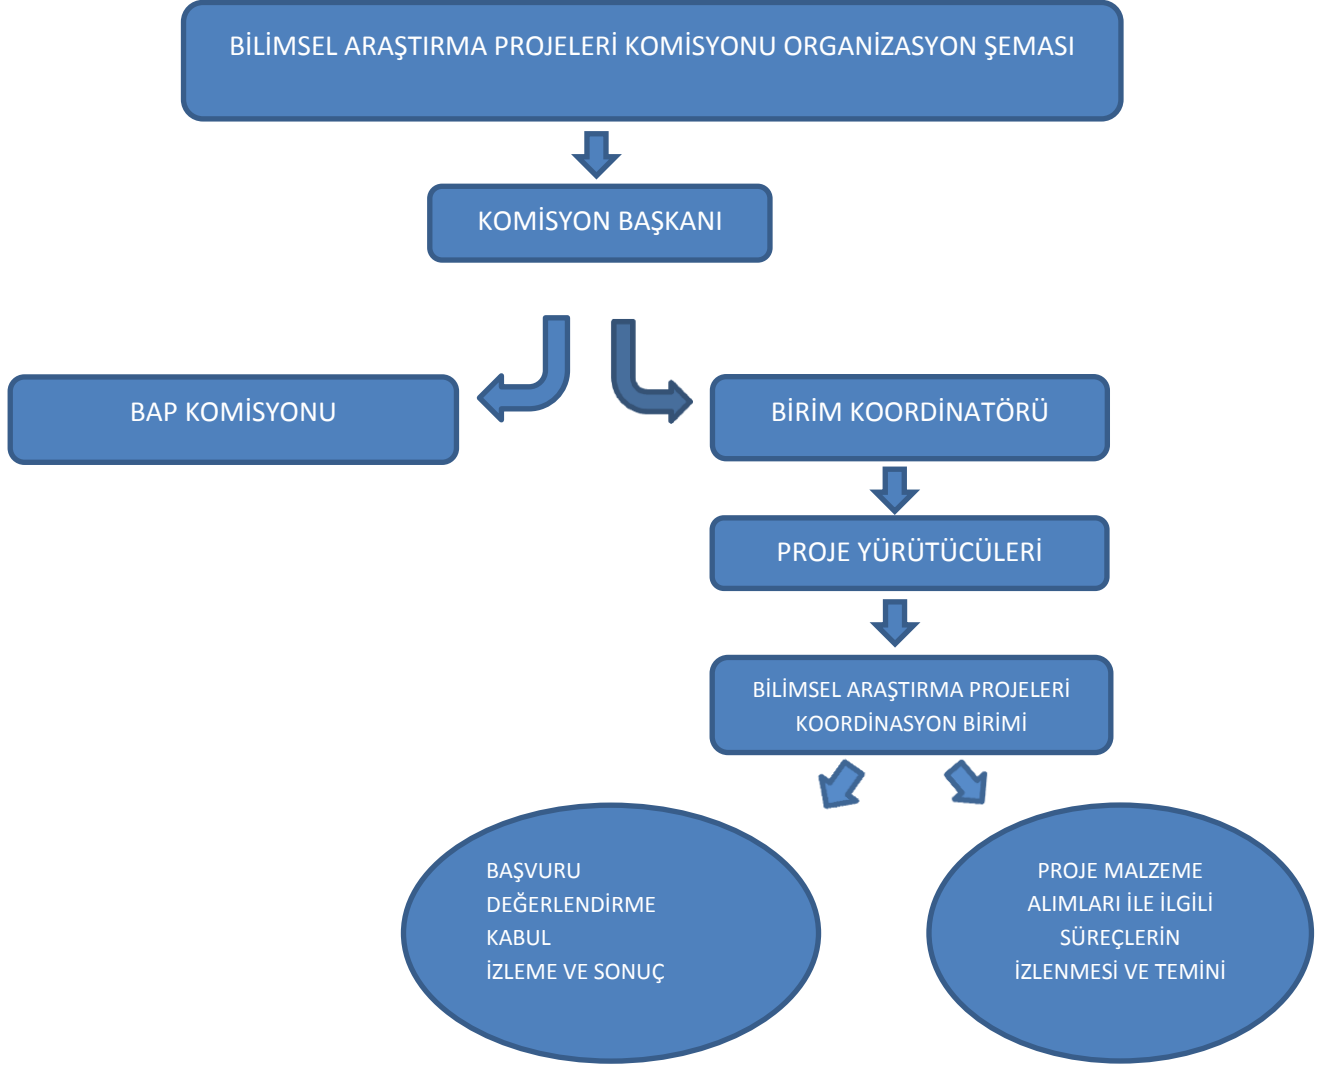 BİLİMSEL ARAŞTIRMA PROJELERİ KOMİSYONU ORGANİZASYON ŞEMASI
KOMİSYON BAŞKANI
BAP KOMİSYONU
BİRİM KOORDİNATÖRÜ
PROJE YÜRÜTÜCÜLERİ
BİLİMSEL ARAŞTIRMA PROJELERİ
KOORDİNASYON BİRİMİ
BAŞVURU
DEĞERLENDİRME
KABUL
İZLEME VE SONUÇ
PROJE MALZEME
ALIMLARI İLE İLGİLİ
SÜREÇLERİN
İZLENMESİ VE TEMİNİ